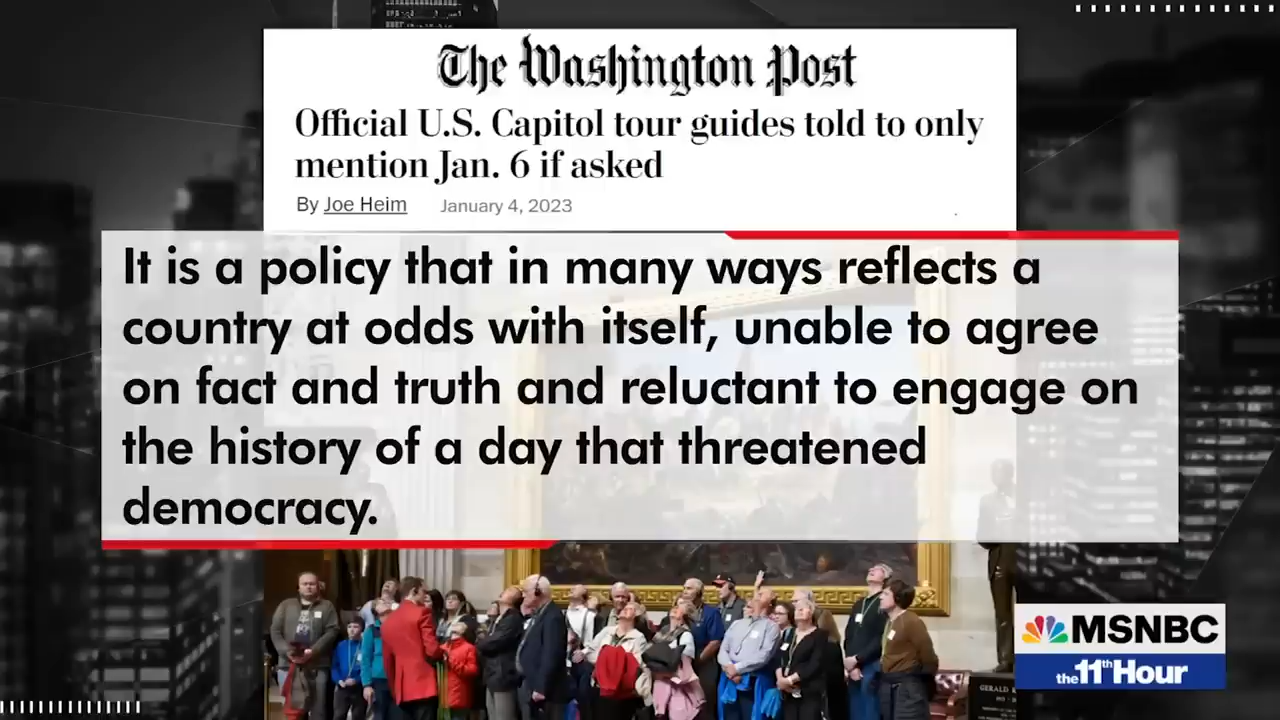 The Washington Post
Official U.S. Capitol tour guides told to only
mention Jan. 6 if asked
By Joe Heim January 4, 2023
It is a policy that in many ways reflects a
country at odds with itself, unable to agree
on fact and truth and reluctant to engage on
the history of a day that threatened
democracy.
MSNBC
the 11th Hour
GERALD